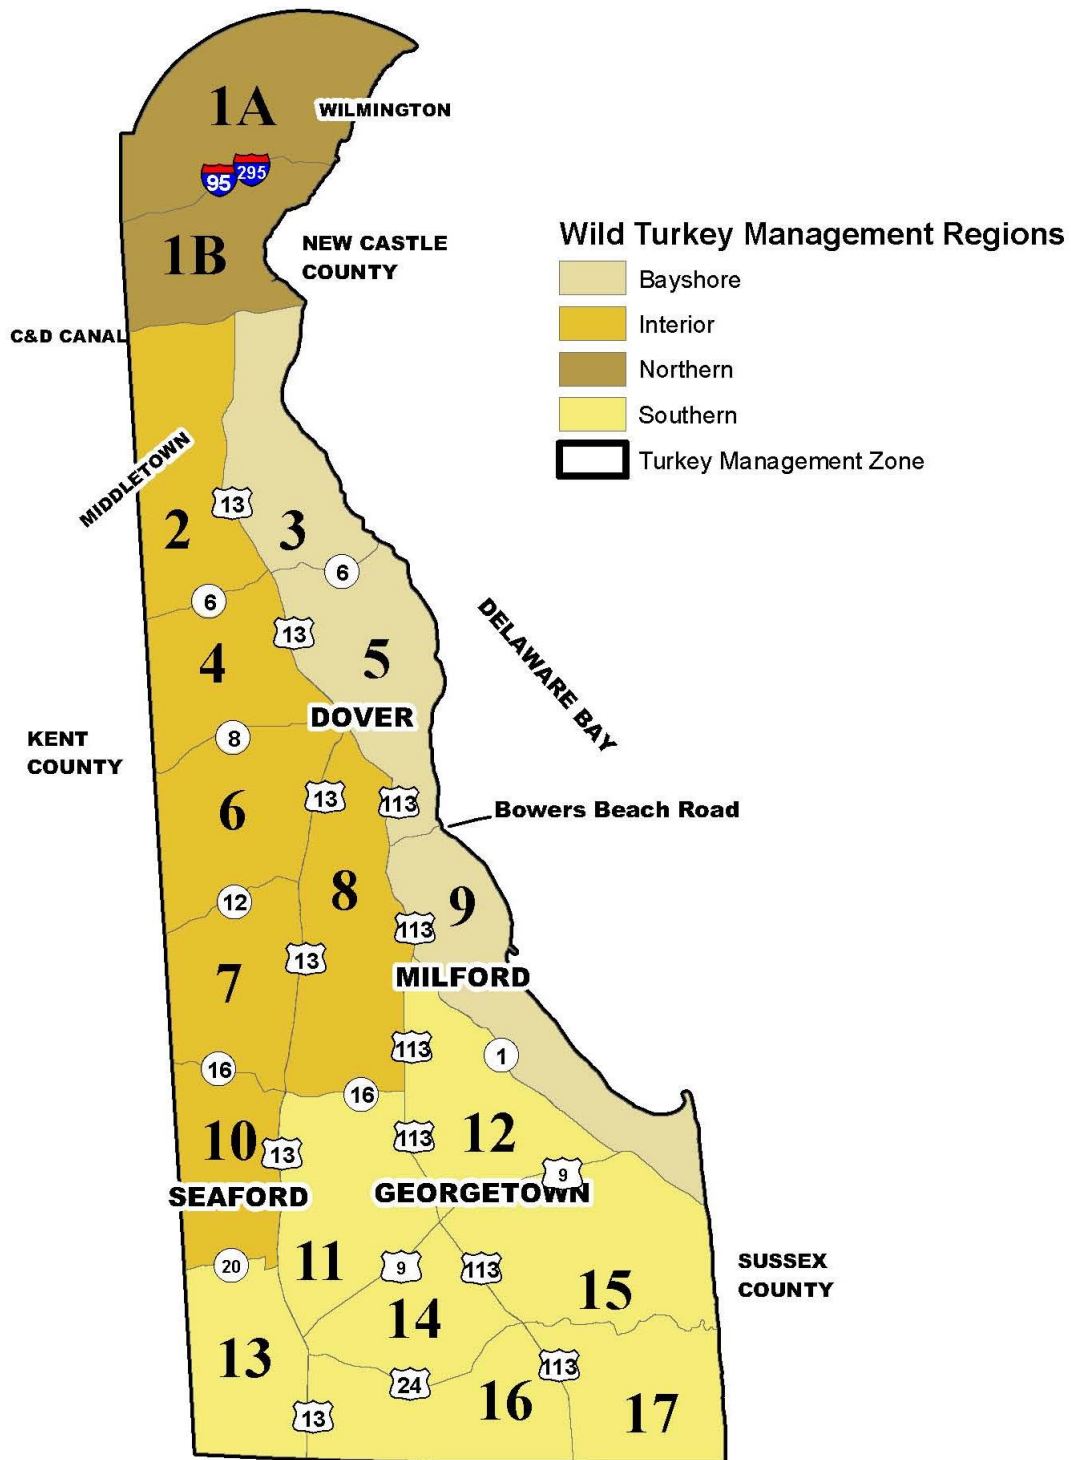 1A
WILMINGTON
95
295
1B
NEW CASTLE
COUNTY
Wild Turkey Management Regions
Bayshore
Interior
Northern
Southern
Turkey Management Zone
C&D CANAL
MIDDLETOWN
13
2
3
6
6
13
4
5
DELAWARE BAY
DOVER
8
KENT
COUNTY
13
113
Bowers Beach Road
6
8
12
9
113
13
7
MILFORD
113
1
16
16
10
13
113
12
9
SEAFORD
GEORGETOWN
20
11
9
113
15
SUSSEX
COUNTY
14
13
113
24
16
17
13